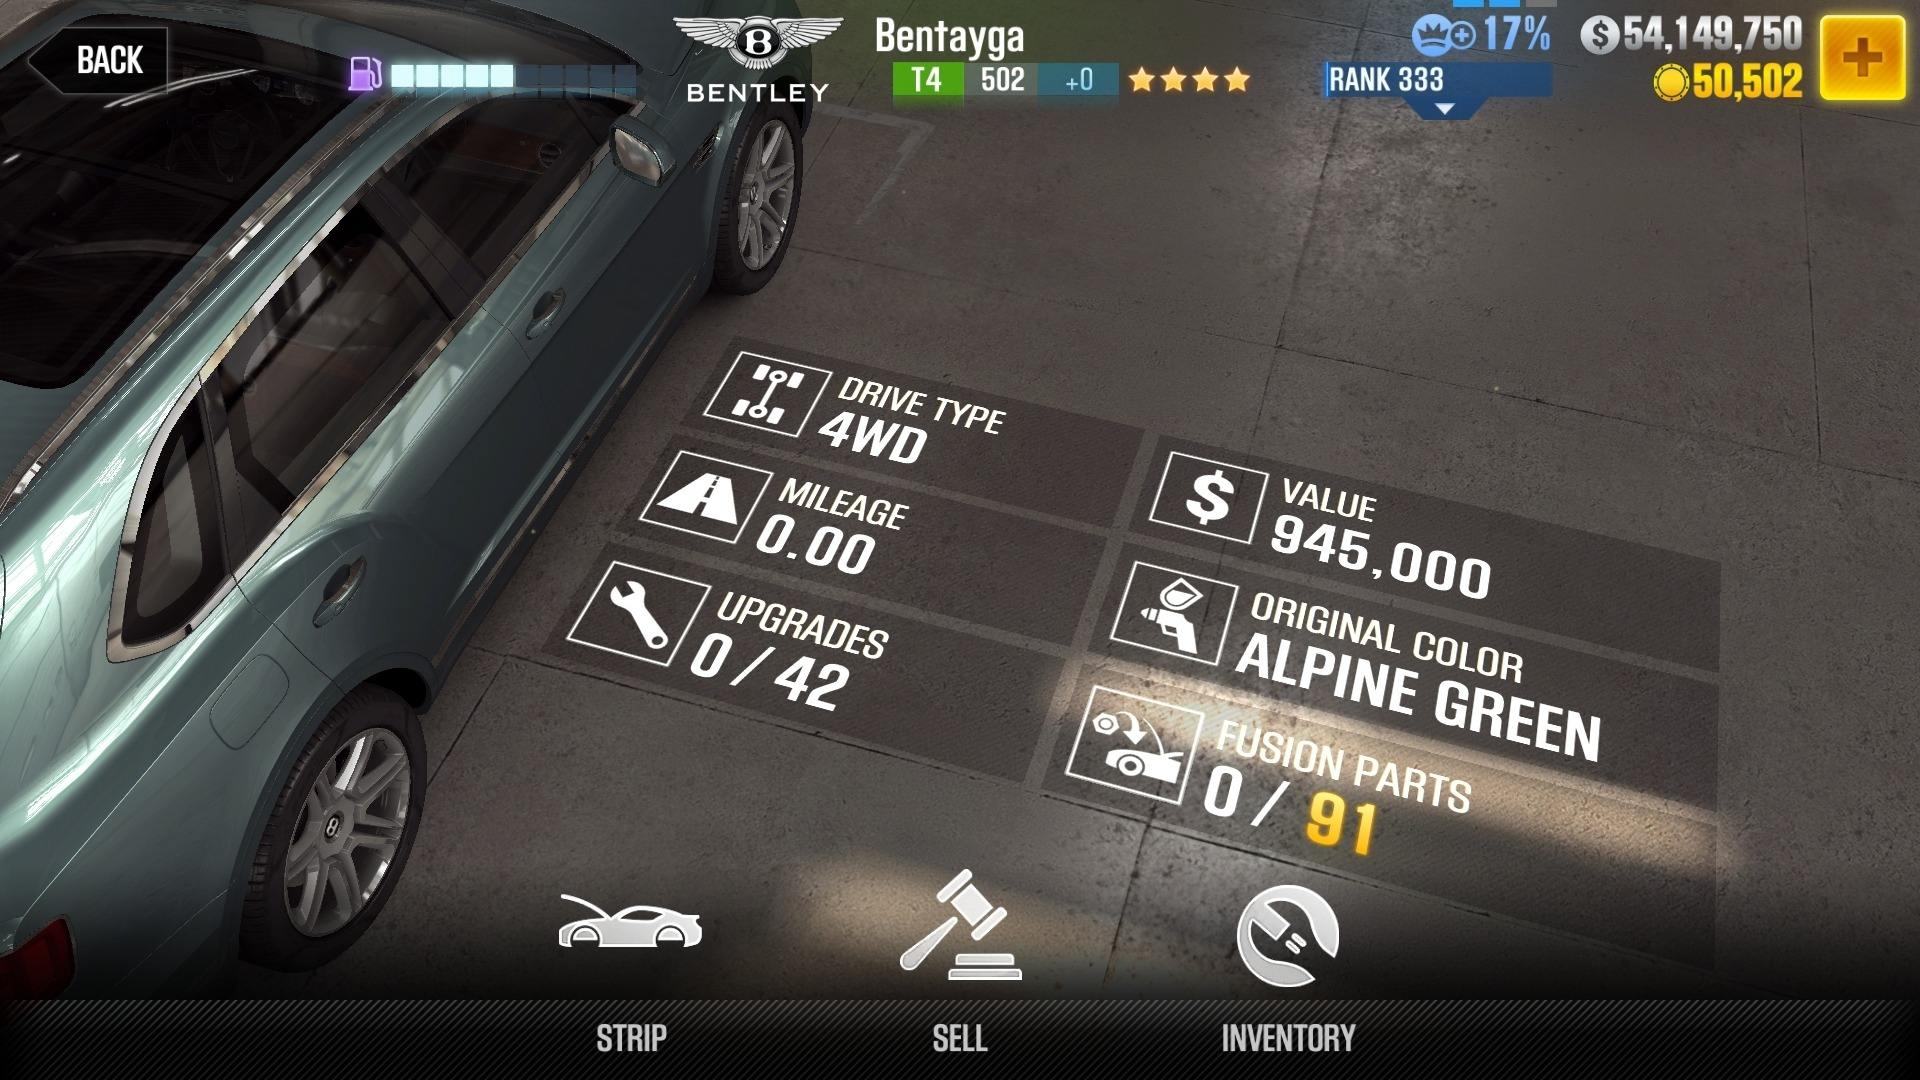 BACK
BENTLEY
Bentayga
T4 502 +0
17%
RANK 333
54,149,750
50,502
DRIVE TYPE
4WD
MILEAGE
0.00
UPGRADES
0 / 42
VALUE
945,000
ORIGINAL COLOR
ALPINE GREEN
FUSION PARTS
0 / 91
STRIP
SELL
INVENTORY